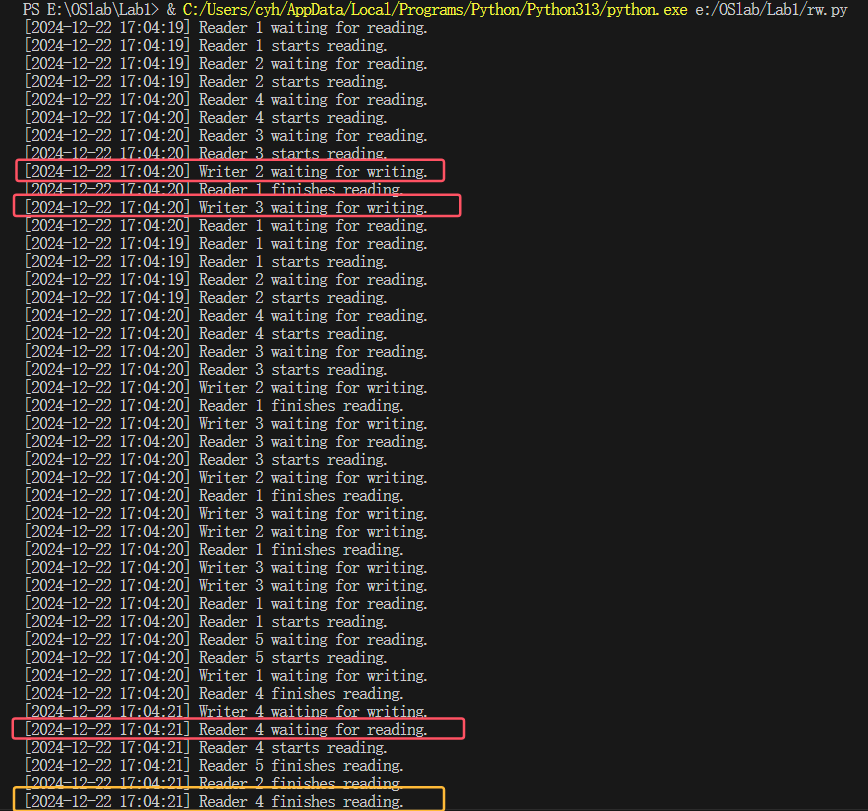 PS E:\OSlab\Lab1> & C:/Users/cyh/AppData/Local/Programs/Python/Python313/python.exe e:/OSlab/Lab1/rw.py
[2024-12-22 17:04:19] Reader 1 waiting for reading.
[2024-12-22 17:04:19] Reader 1 starts reading.
[2024-12-22 17:04:19] Reader 2 waiting for reading.
[2024-12-22 17:04:19] Reader 2 starts reading.
[2024-12-22 17:04:20] Reader 4 waiting for reading.
[2024-12-22 17:04:20] Reader 4 starts reading.
[2024-12-22 17:04:20] Reader 3 waiting for reading.
[2024-12-22 17:04:20] Reader 3 starts reading.
[2024-12-22 17:04:20] Writer 2 waiting for writing.
[2024-12-22 17:04:20] Reader 1 finishes reading.
[2024-12-22 17:04:20] Writer 3 waiting for writing.
[2024-12-22 17:04:20] Reader 1 waiting for reading.
[2024-12-22 17:04:19] Reader 1 waiting for reading.
[2024-12-22 17:04:19] Reader 1 starts reading.
[2024-12-22 17:04:19] Reader 2 waiting for reading.
[2024-12-22 17:04:19] Reader 2 starts reading.
[2024-12-22 17:04:20] Reader 4 waiting for reading.
[2024-12-22 17:04:20] Reader 4 starts reading.
[2024-12-22 17:04:20] Reader 3 waiting for reading.
[2024-12-22 17:04:20] Reader 3 starts reading.
[2024-12-22 17:04:20] Writer 2 waiting for writing.
[2024-12-22 17:04:20] Reader 1 finishes reading.
[2024-12-22 17:04:20] Writer 3 waiting for writing.
[2024-12-22 17:04:20] Reader 3 waiting for reading.
[2024-12-22 17:04:20] Reader 3 starts reading.
[2024-12-22 17:04:20] Writer 2 waiting for writing.
[2024-12-22 17:04:20] Reader 1 finishes reading.
[2024-12-22 17:04:20] Writer 3 waiting for writing.
[2024-12-22 17:04:20] Writer 2 waiting for writing.
[2024-12-22 17:04:20] Reader 1 finishes reading.
[2024-12-22 17:04:20] Writer 3 waiting for writing.
[2024-12-22 17:04:20] Writer 3 waiting for writing.
[2024-12-22 17:04:20] Reader 1 waiting for reading.
[2024-12-22 17:04:20] Reader 1 starts reading.
[2024-12-22 17:04:20] Reader 5 waiting for reading.
[2024-12-22 17:04:20] Reader 5 starts reading.
[2024-12-22 17:04:20] Writer 1 waiting for writing.
[2024-12-22 17:04:20] Reader 4 finishes reading.
[2024-12-22 17:04:21] Writer 4 waiting for writing.
[2024-12-22 17:04:21] Reader 4 waiting for reading.
[2024-12-22 17:04:21] Reader 4 starts reading.
[2024-12-22 17:04:21] Reader 5 finishes reading.
[2024-12-22 17:04:21] Reader 2 finishes reading.
[2024-12-22 17:04:21] Reader 4 finishes reading.